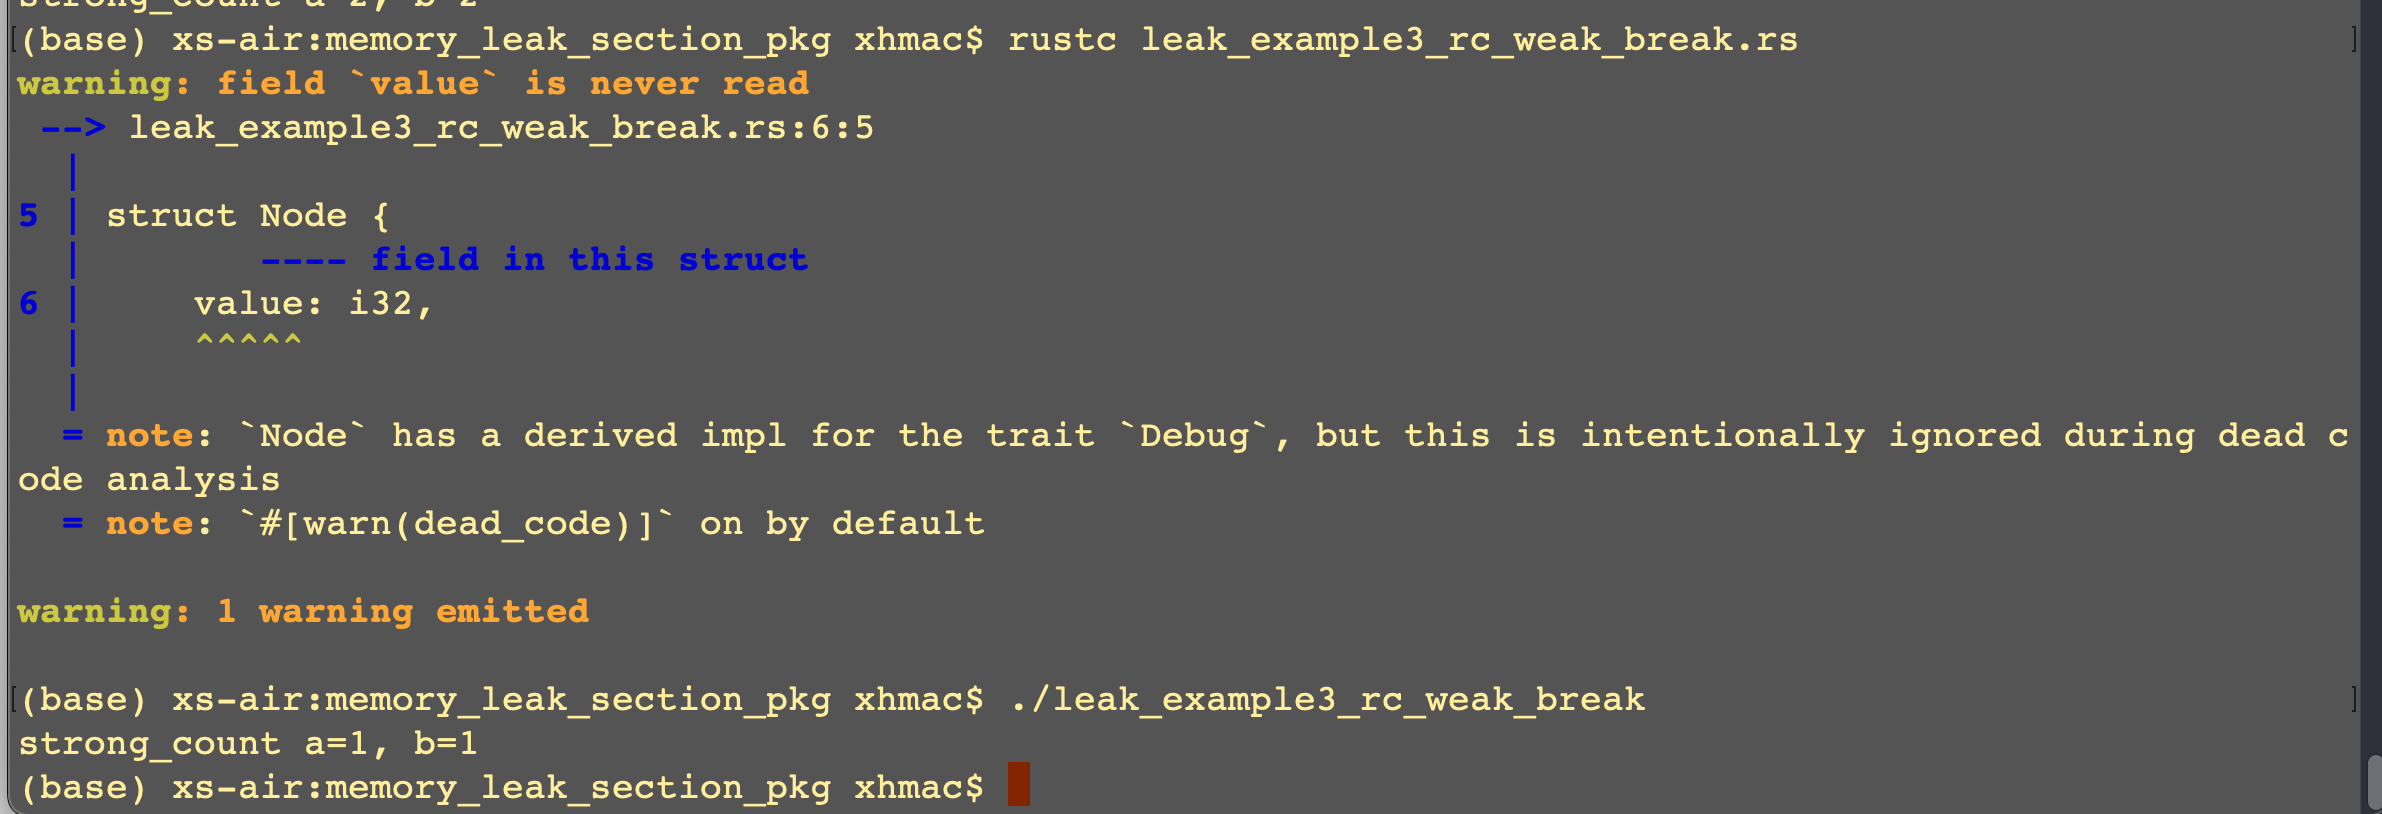 strong_count a=2, b=2
(base) xs-air:memory_leak_section_pkg xhmac$ rustc leak_example3_rc_weak_break.rs
warning: field `value` is never read
 --> leak_example3_rc_weak_break.rs:6:5
  |
5 | struct Node {
  |        ---- field in this struct
6 |     value: i32,
  |     ^^^^^
  |
  = note: `Node` has a derived impl for the trait `Debug`, but this is intentionally ignored during dead c
ode analysis
  = note: `#[warn(dead_code)]` on by default
warning: 1 warning emitted
(base) xs-air:memory_leak_section_pkg xhmac$ ./leak_example3_rc_weak_break
strong_count a=1, b=1
(base) xs-air:memory_leak_section_pkg xhmac$